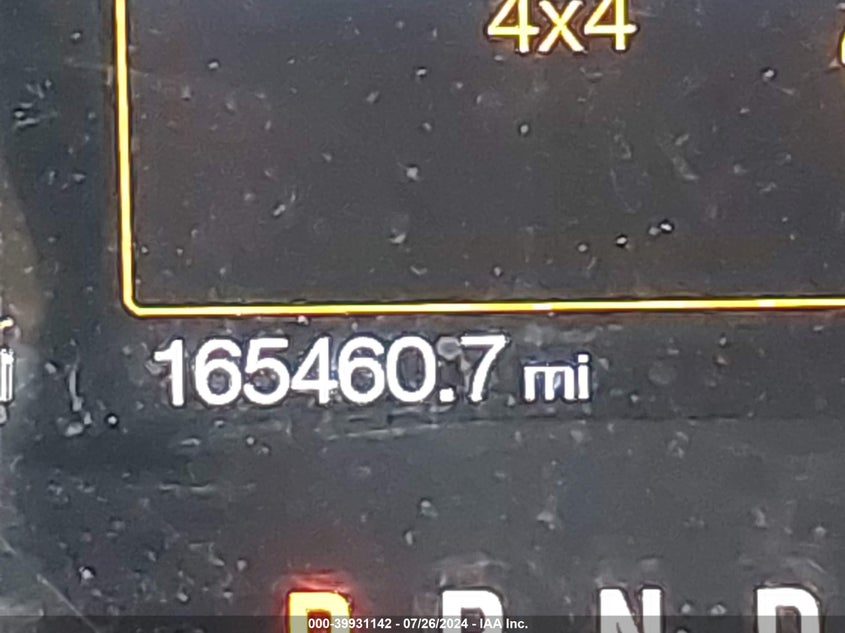 4x4
165460.7 mi
P R N D
000-39931142 - 07/26/2024 - IAA Inc.